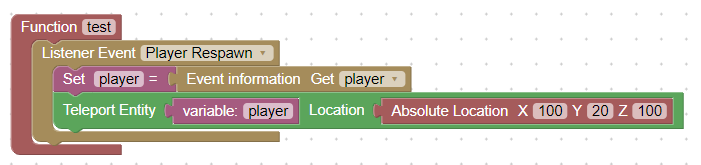 Function test
Listener Event Player Respawn
Set player = Event information Get player
Teleport Entity variable: player Location Absolute Location X 100 Y 20 Z 100